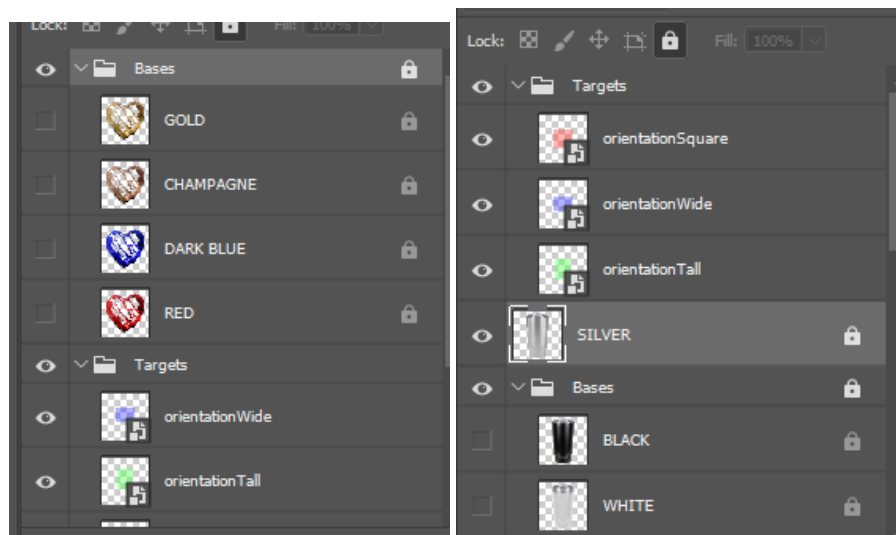 Lock:
Fill: 100%
Bases
GOLD
CHAMPAGNE
DARK BLUE
RED
Targets
orientationWide
orientationTall
Lock:
Fill: 100%
Targets
orientationSquare
orientationWide
orientationTall
SILVER
Bases
BLACK
WHITE